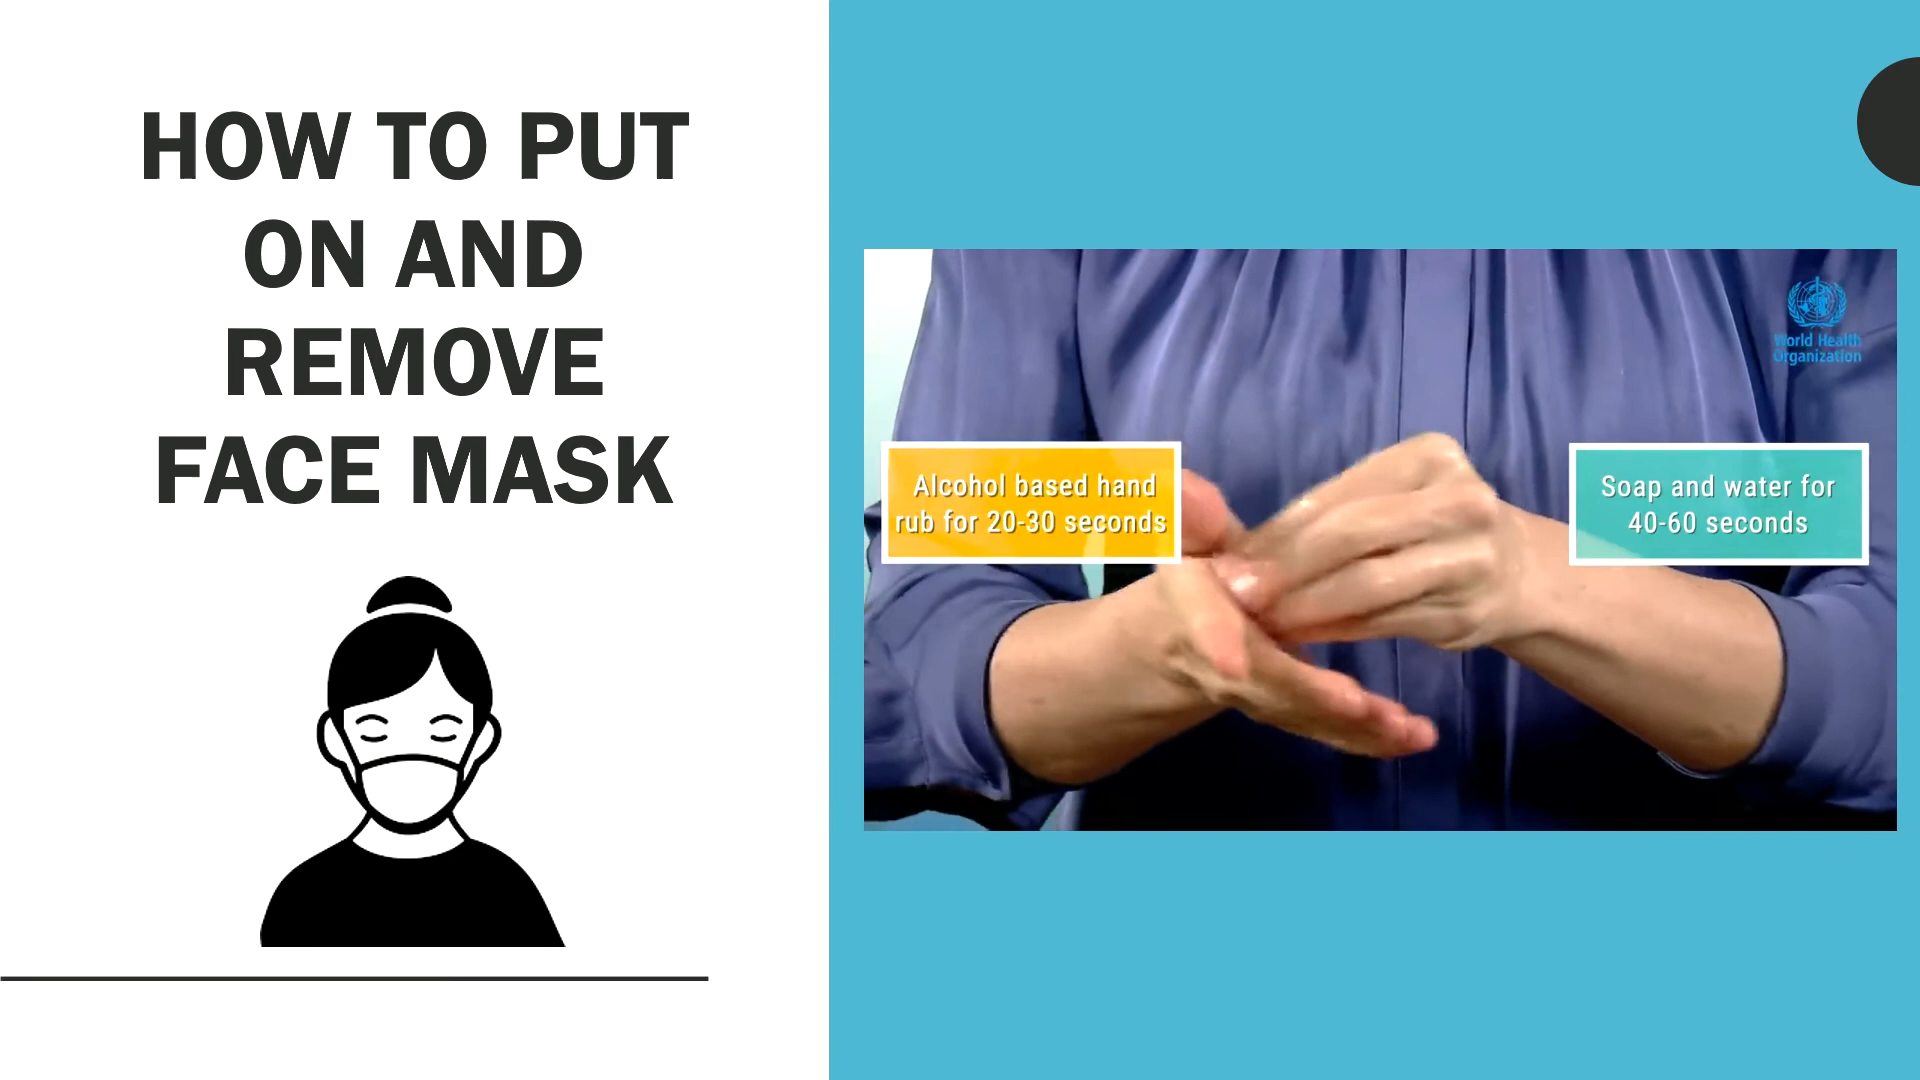 HOW TO PUT
ON AND
REMOVE
FACE MASK
World Health
Organization
Alcohol based hand
rub for 20-30 seconds
Soap and water for
40-60 seconds